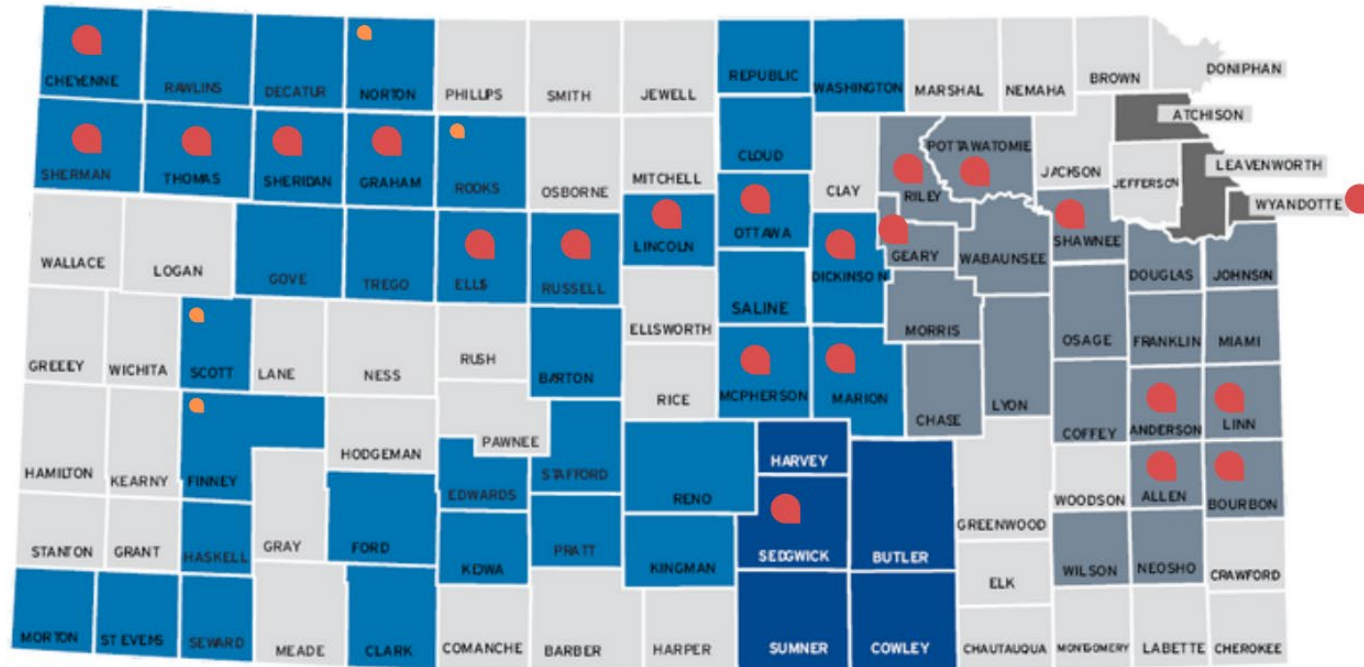 CHEYENNE
RAWLINS
DECATUR
NORTON
PHILLIPS
SMITH
JEWELL
REPUBLIC
WASHINGTON
MARSHAL
NEMAHA
BROWN
DONIPHAN
ATCHISON
SHERMAN
THOMAS
SHERIDAN
GRAHAM
ROOKS
OSBORNE
MITCHELL
CLOUD
CLAY
RILEY
POTTAWATOMIE
JACKSON
JEFFERSON
LEAVENWORTH
WYANDOTTE
WALLACE
LOGAN
GOVE
TREGO
ELLIS
RUSSELL
LINCOLN
OTTAWA
DICKINSON
GEARY
WABAUNSEE
SHAWNEE
DOUGLAS
JOHNSON
GREEEY
WICHITA
SCOTT
LANE
NESS
RUSH
BARTON
ELLSWORTH
RICE
SALINE
MCPHERSON
MARION
MORRIS
CHASE
LYON
OSAGE
FRANKLIN
MIAMI
HAMILTON
KEARNY
FINNEY
HODGEMAN
PAWNEE
EDWARDS
STAFFORD
RENO
HARVEY
SEDGWICK
BUTLER
GREENWOOD
COFFEY
WOODSON
ANDERSON
LINN
ALLEN
BOURBON
STANTON
GRANT
HASKELL
GRAY
FORD
KIOWA
PRATT
KINGMAN
ELK
WILSON
NEOSHO
CRAWFORD
MORTON
STEVENS
SEWARD
MEADE
CLARK
COMANCHE
BARBER
HARPER
SUMNER
COWLEY
CHAUTAUQUA
MONTGOMERY
LABETTE
CHEROKEE